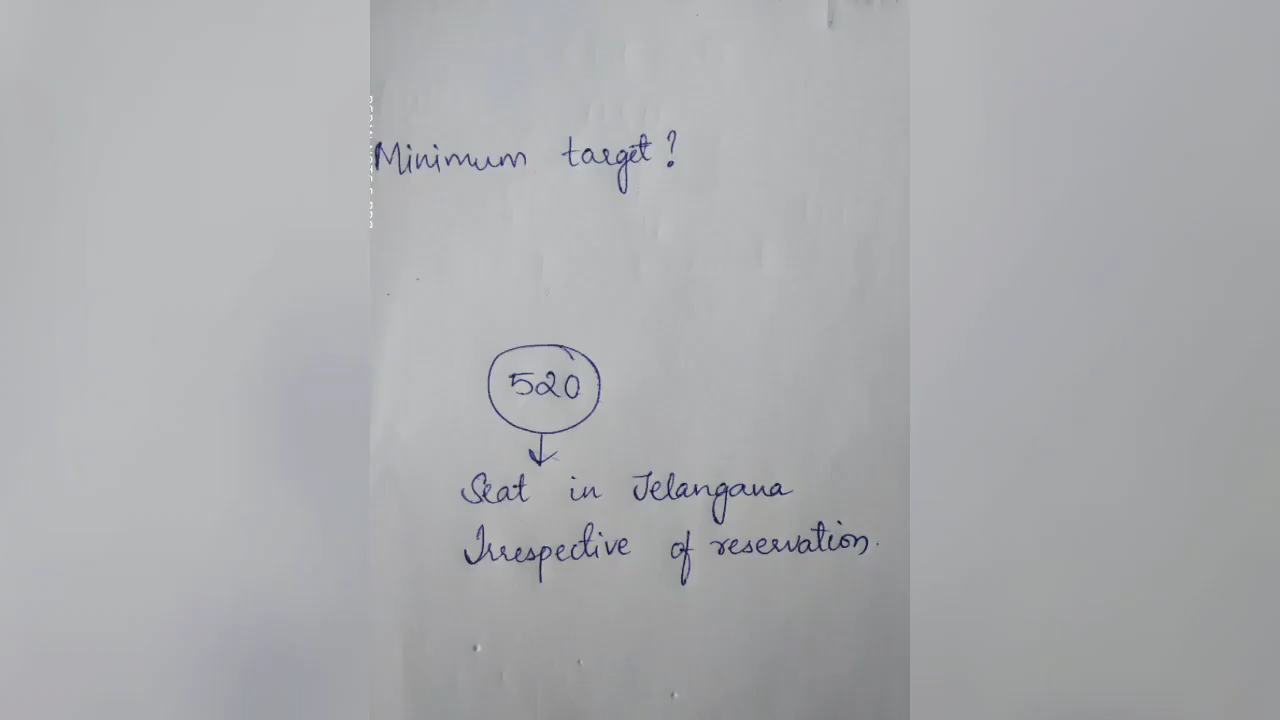 Minimum target?
520
Seat in Telangana
Irrespective of reservation.